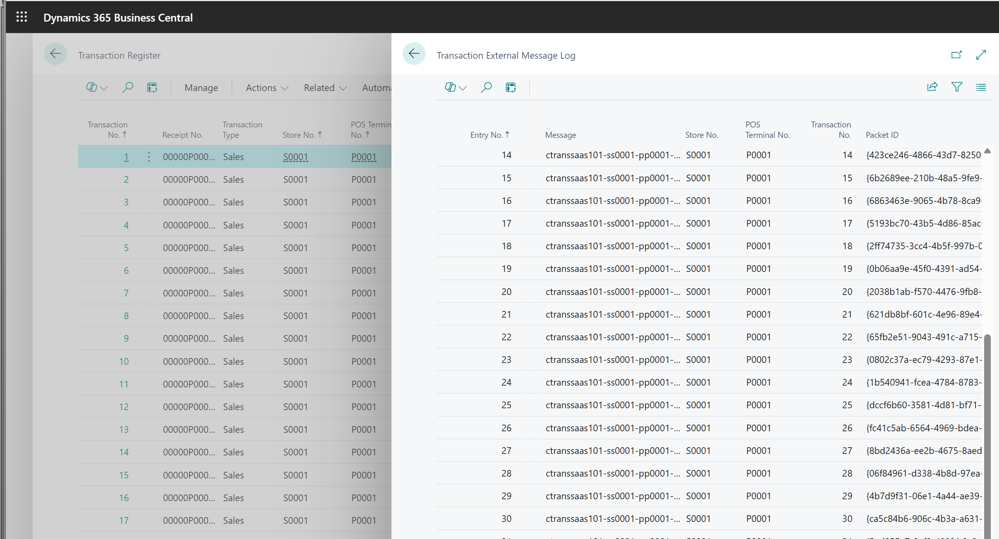 Dynamics 365 Business Central
Transaction Register
Manage Actions Related Automa
Transaction No. Receipt No. Transaction Type Store No. POS Termin No.
1 00000P000... Sales S0001 P0001
2 00000P000... Sales S0001 P0001
3 00000P000... Sales S0001 P0001
4 00000P000... Sales S0001 P0001
5 00000P000... Sales S0001 P0001
6 00000P000... Sales S0001 P0001
7 00000P000... Sales S0001 P0001
8 00000P000... Sales S0001 P0001
9 00000P000... Sales S0001 P0001
10 00000P000... Sales S0001 P0001
11 00000P000... Sales S0001 P0001
12 00000P000... Sales S0001 P0001
13 00000P000... Sales S0001 P0001
14 00000P000... Sales S0001 P0001
15 00000P000... Sales S0001 P0001
16 00000P000... Sales S0001 P0001
17 00000P000... Sales S0001 P0001
Transaction External Message Log
Entry No. Message Store No. POS Terminal No. Transaction No. Packet ID
14 ctranssaas101-ss0001-pp0001-... S0001 P0001 14 {423ce246-4866-43d7-8250-
15 ctranssaas101-ss0001-pp0001-... S0001 P0001 15 {6b2689ee-210b-48a5-9fe9-
16 ctranssaas101-ss0001-pp0001-... S0001 P0001 16 {6863463e-9065-4b78-8ca9-
17 ctranssaas101-ss0001-pp0001-... S0001 P0001 17 {5193bc70-43b5-4d86-85ac-
18 ctranssaas101-ss0001-pp0001-... S0001 P0001 18 {2ff74735-3cc4-4b5f-997b-0
19 ctranssaas101-ss0001-pp0001-... S0001 P0001 19 {0b06aa9e-45f0-4391-ad54-
20 ctranssaas101-ss0001-pp0001-... S0001 P0001 20 {2038b1ab-f570-4476-9fb8-
21 ctranssaas101-ss0001-pp0001-... S0001 P0001 21 {621db8bf-601c-4e96-89e4-
22 ctranssaas101-ss0001-pp0001-... S0001 P0001 22 {65fb2e51-9043-491c-a715-
23 ctranssaas101-ss0001-pp0001-... S0001 P0001 23 {0802c37a-ec79-4293-87e1-
24 ctranssaas101-ss0001-pp0001-... S0001 P0001 24 {1b540941-fcea-4784-8783-
25 ctranssaas101-ss0001-pp0001-... S0001 P0001 25 {dccf6b60-3581-4d81-bf71-
26 ctranssaas101-ss0001-pp0001-... S0001 P0001 26 {fc41c5ab-6564-4969-bdea-
27 ctranssaas101-ss0001-pp0001-... S0001 P0001 27 {8bd2436a-ee2b-4675-8aed
28 ctranssaas101-ss0001-pp0001-... S0001 P0001 28 {06f84961-d338-4b8d-97ea-
29 ctranssaas101-ss0001-pp0001-... S0001 P0001 29 {4b7d9f31-06e1-4a44-ae39-
30 ctranssaas101-ss0001-pp0001-... S0001 P0001 30 {ca5c84b6-906c-4b3a-a631-